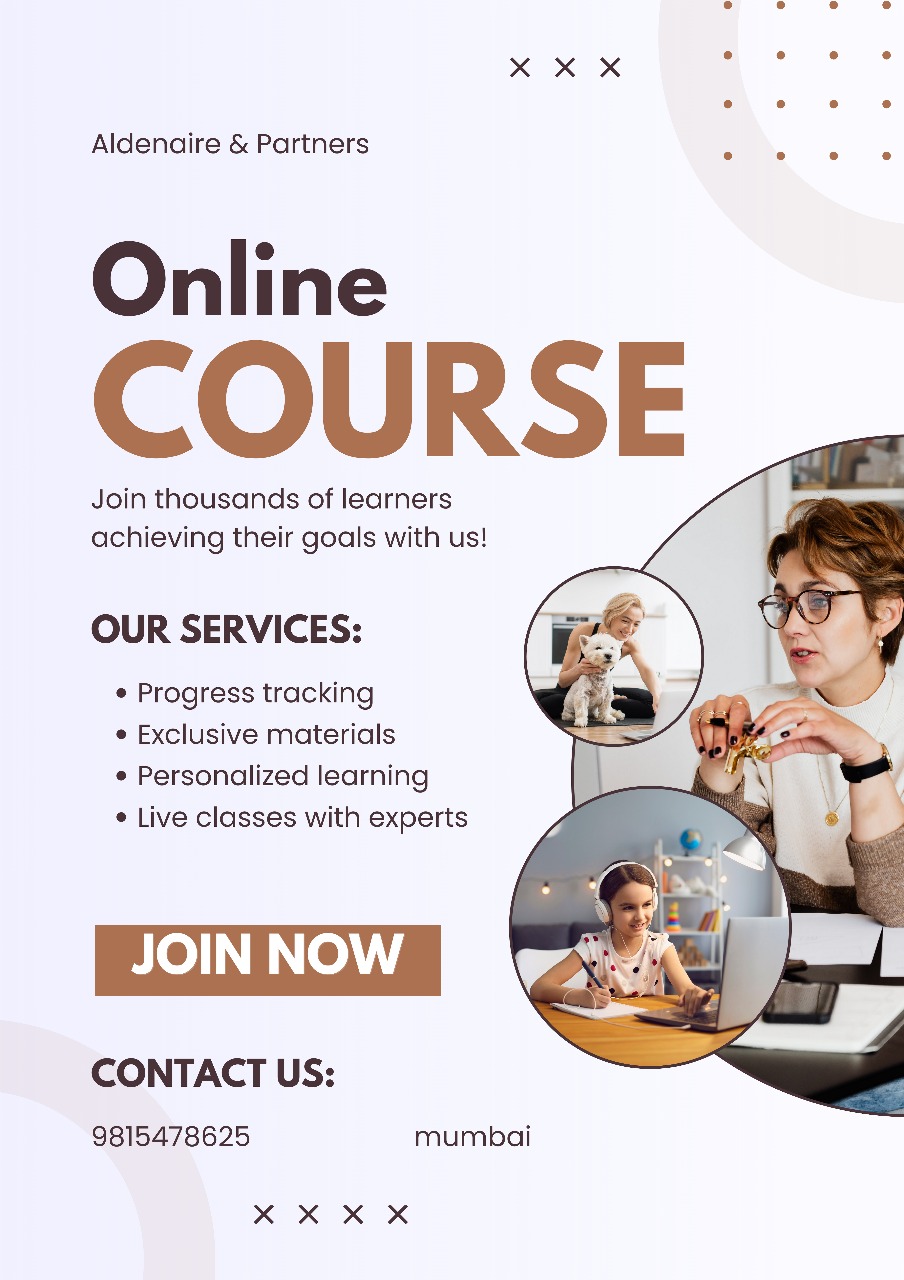 Aldenaire & Partners
Online
COURSE
Join thousands of learners
achieving their goals with us!
OUR SERVICES:
• Progress tracking
• Exclusive materials
• Personalized learning
• Live classes with experts
JOIN NOW
CONTACT US:
9815478625 mumbai